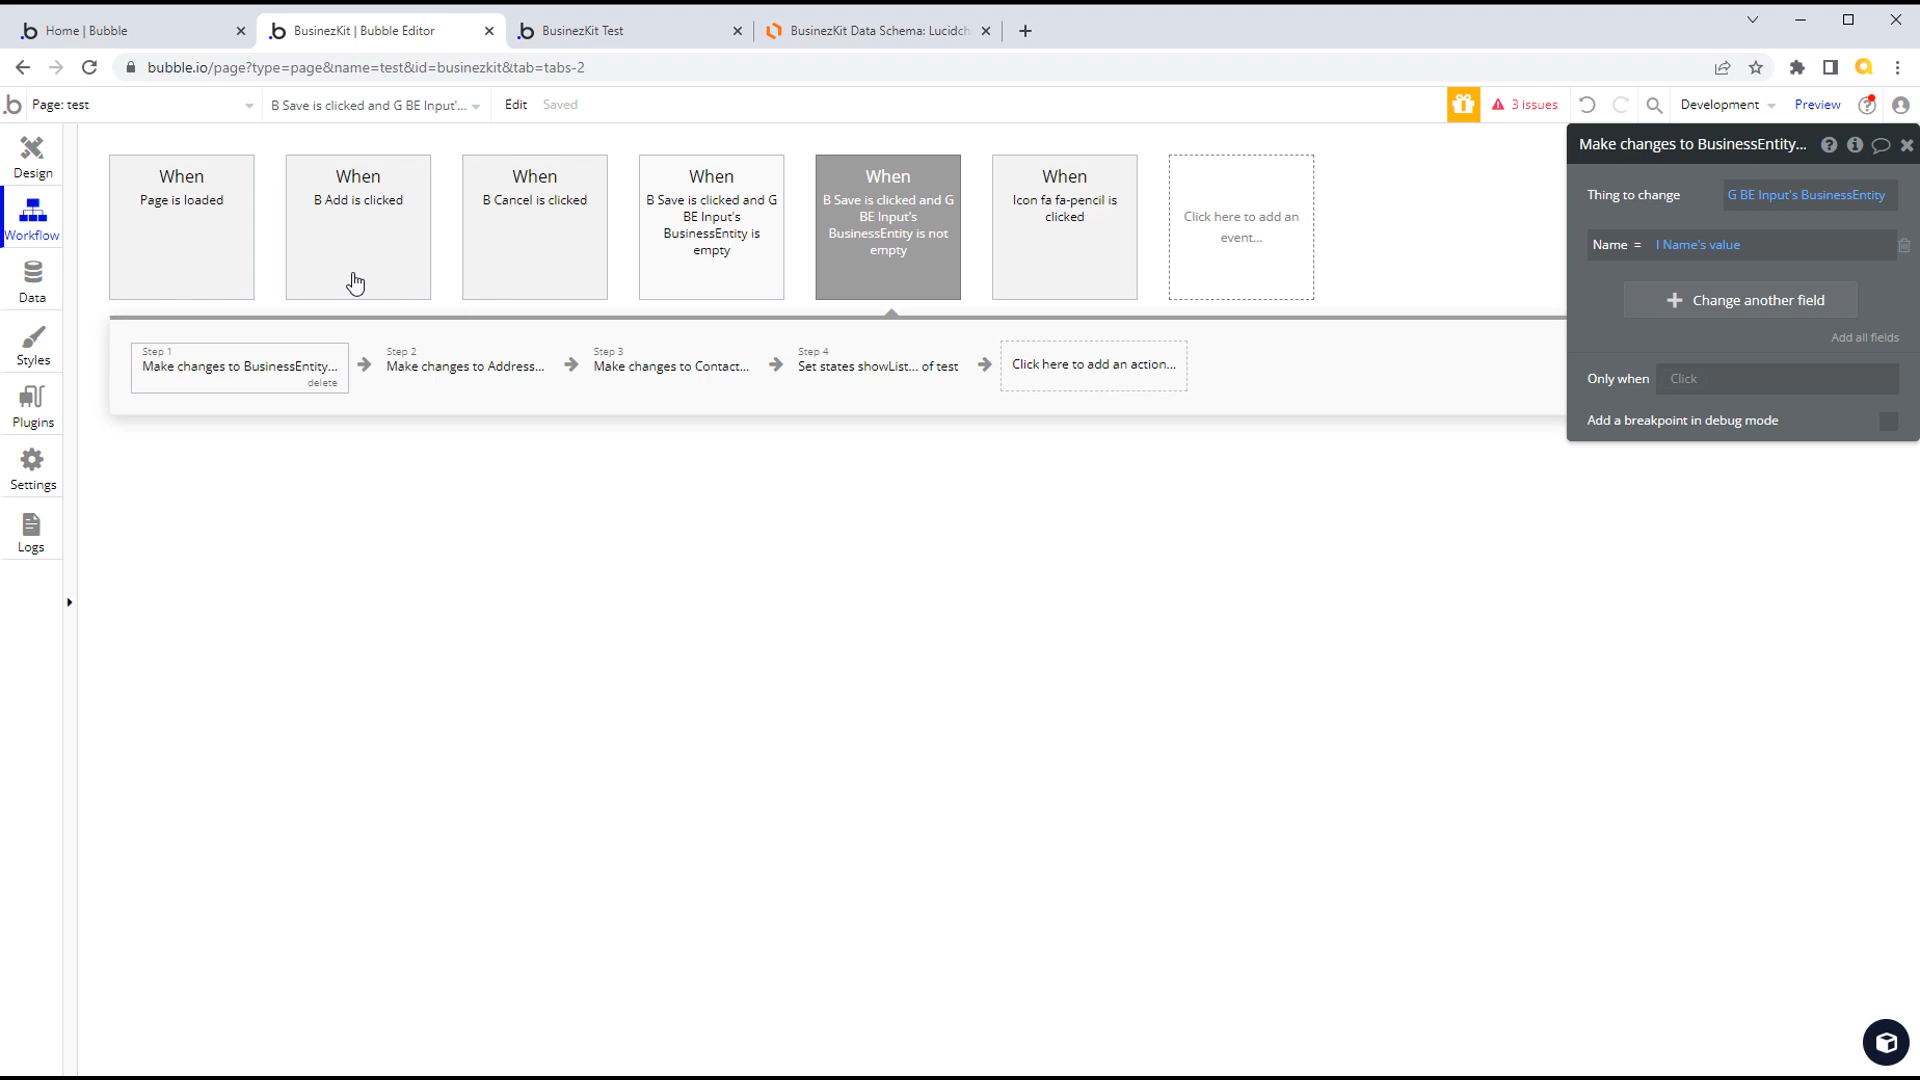 Home | Bubble
BusinezKit | Bubble Editor
BusinezKit Test
BusinezKit Data Schema: Lucidch
bubble.io/page?type=page&name=test&id=businezkit&tab=tabs-2
Page: test
B Save is clicked and G BE Input'...
Edit
Saved
3 issues
Development
Preview
Design
Workflow
Data
Styles
Plugins
Settings
Logs
When
Page is loaded
When
B Add is clicked
When
B Cancel is clicked
When
B Save is clicked and G
BE Input's
BusinessEntity is
empty
When
B Save is clicked and G
BE Input's
BusinessEntity is not
empty
When
Icon fa fa-pencil is
clicked
Click here to add an
event...
Step 1
Make changes to BusinessEntity...
delete
Step 2
Make changes to Address...
Step 3
Make changes to Contact...
Step 4
Set states showList... of test
Click here to add an action...
Make changes to BusinessEntity...
Thing to change
G BE Input's BusinessEntity
Name = I Name's value
Change another field
Add all fields
Only when
Click
Add a breakpoint in debug mode